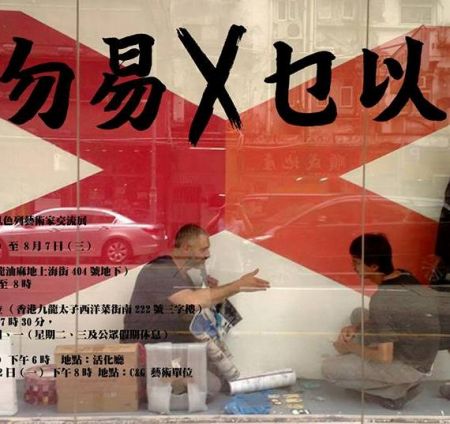 勿易X乜以
色列藝術家交流展
至 8月7日(三)
龍油麻地上海街 404 號地下)
至 8時
(香港九龍太子西洋菜街南 222 號三字樓)
7時30分,
、一(星期二、三及公眾假期休息)
下午6時 地點:活化廳
2日(一)下午8時 地點:C&G 藝術單位